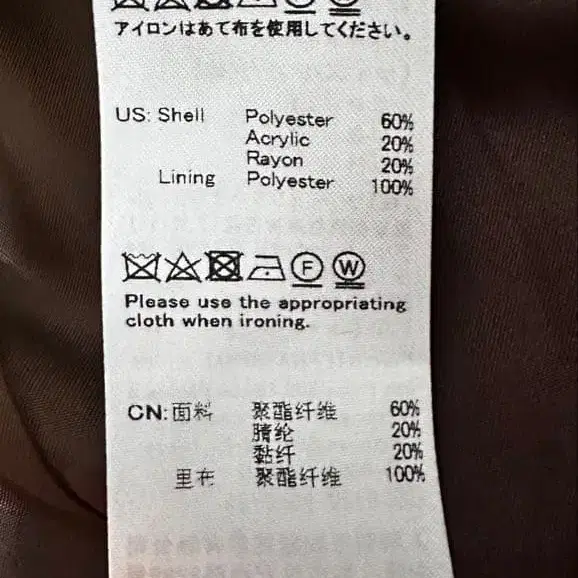 アイロンはあて布を使用してください。
US: Shell Polyester 60%
Acrylic 20%
Rayon 20%
Lining Polyester 100%
F W
Please use the appropriating
cloth when ironing.
CN: 面料 聚酯纤维 60%
腈纶 20%
黏纤 20%
里布 聚酯纤维 100%